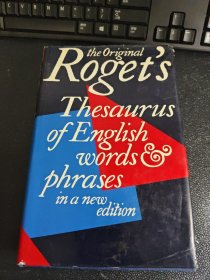 the Original
Roget's
Thesaurus
of English
words &
phrases
in a new
edition